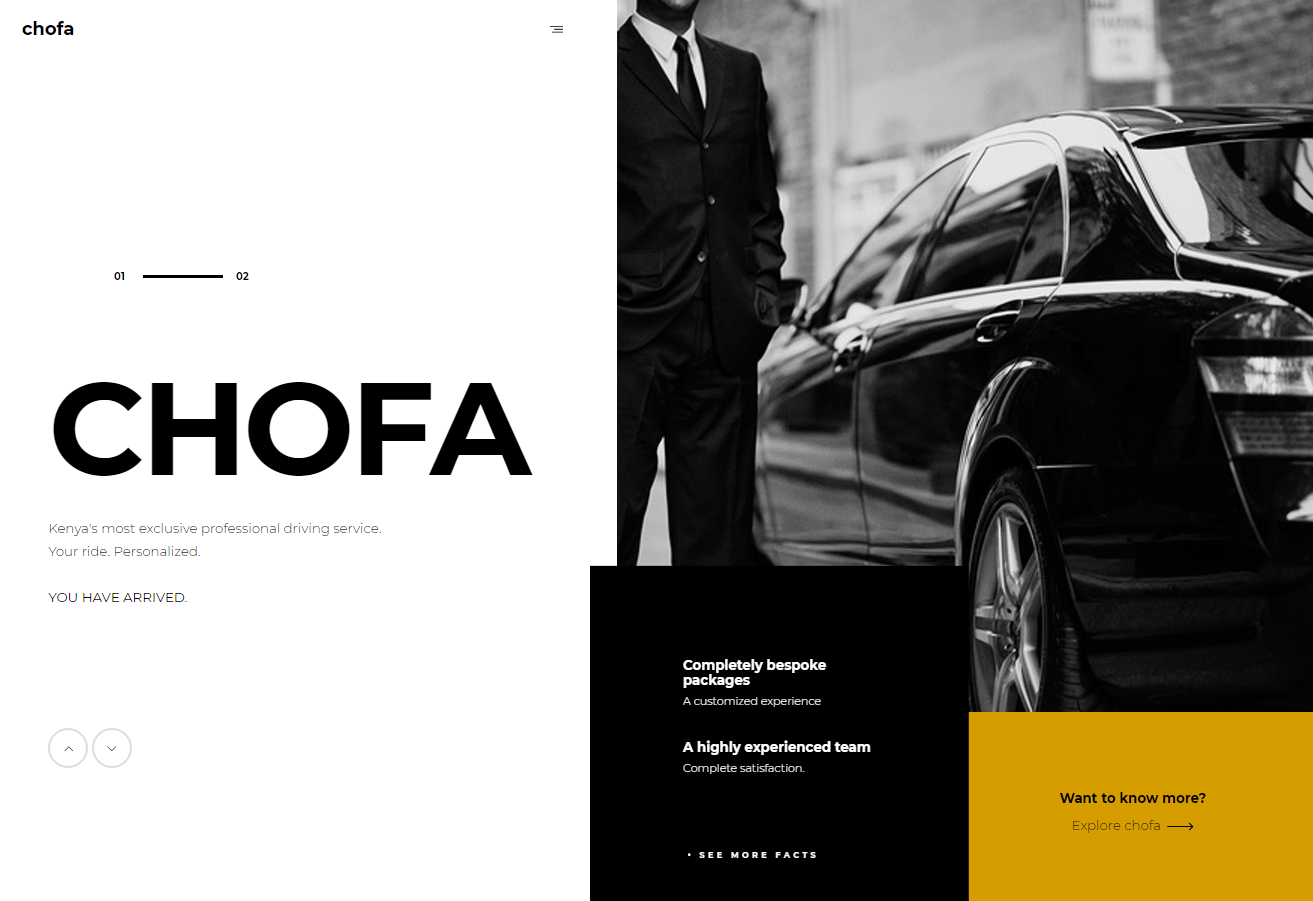 chofa
01 02
CHOFA
Kenya's most exclusive professional driving service.
Your ride. Personalized.
YOU HAVE ARRIVED.
Completely bespoke
packages
A customized experience
A highly experienced team
Complete satisfaction.
• SEE MORE FACTS
Want to know more?
Explore chofa